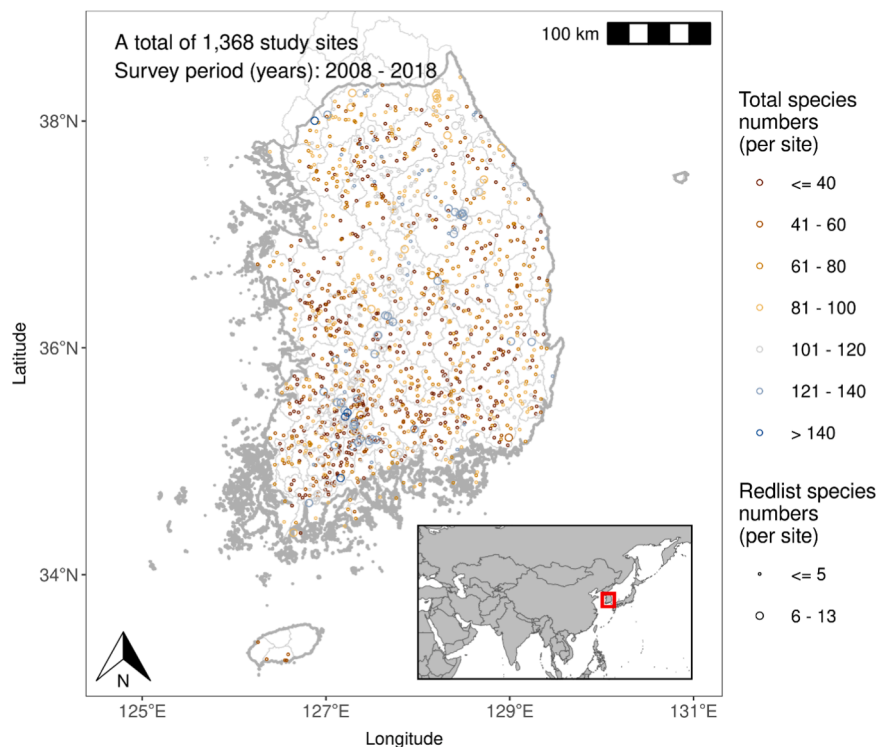 A total of 1,368 study sites
Survey period (years): 2008 - 2018
100 km
38°N
36°N
34°N
Latitude
125°E
127°E
129°E
131°E
Longitude
N
Total species
numbers
(per site)
<= 40
41 - 60
61 - 80
81 - 100
101 - 120
121 - 140
> 140
Redlist species
numbers
(per site)
<= 5
6 - 13